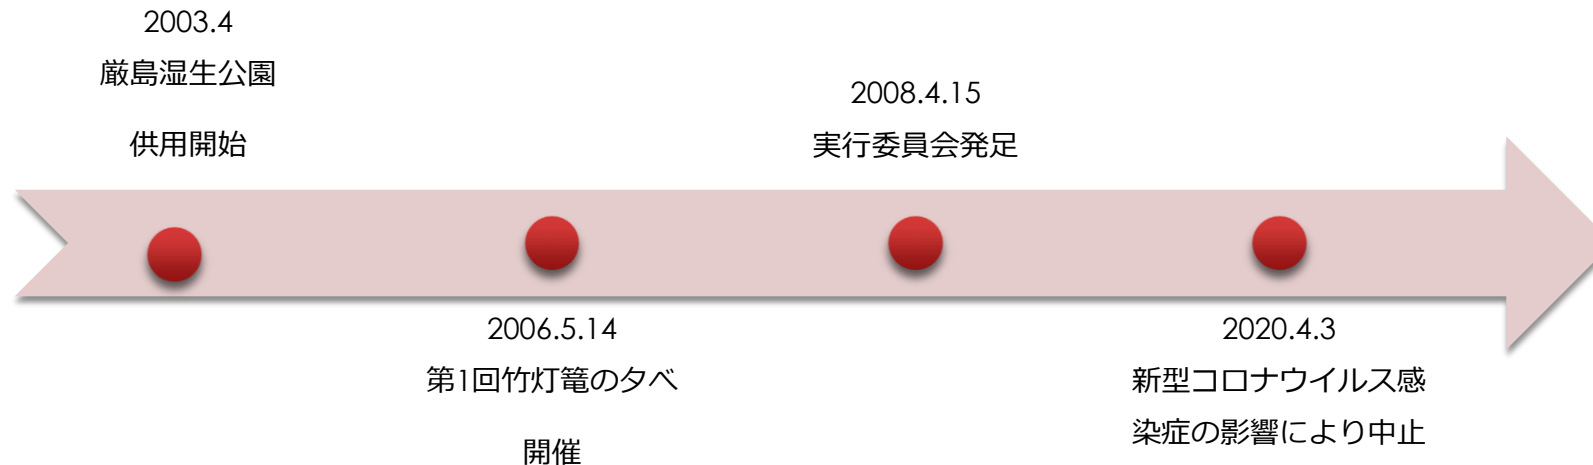 2003.4
厳島湿生公園
供用開始
2006.5.14
第1回竹灯篭の夕べ
開催
2008.4.15
実行委員会発足
2020.4.3
新型コロナウイルス感
染症の影響により中止